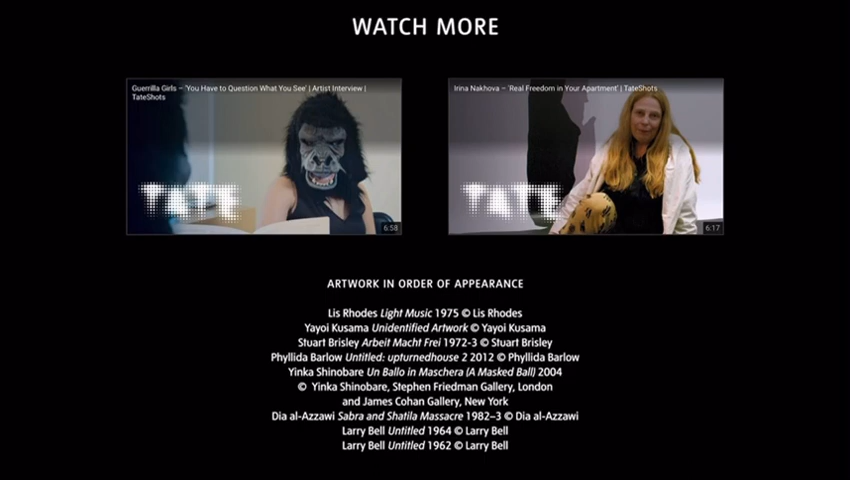 WATCH MORE
Guerrilla Girls – 'You Have to Question What You See' | Artist Interview |
TateShots
Irina Nakhova – 'Real Freedom in Your Apartment' | TateShots
TATE
TATE
6:58
6:17
ARTWORK IN ORDER OF APPEARANCE
Lis Rhodes Light Music 1975 © Lis Rhodes
Yayoi Kusama Unidentified Artwork © Yayoi Kusama
Stuart Brisley Arbeit Macht Frei 1972-3 © Stuart Brisley
Phyllida Barlow Untitled: upturnedhouse 2 2012 © Phyllida Barlow
Yinka Shinobare Un Ballo in Maschera (A Masked Ball) 2004
© Yinka Shinobare, Stephen Friedman Gallery, London
and James Cohan Gallery, New York
Dia al-Azzawi Sabra and Shatila Massacre 1982–3 © Dia al-Azzawi
Larry Bell Untitled 1964 © Larry Bell
Larry Bell Untitled 1962 © Larry Bell